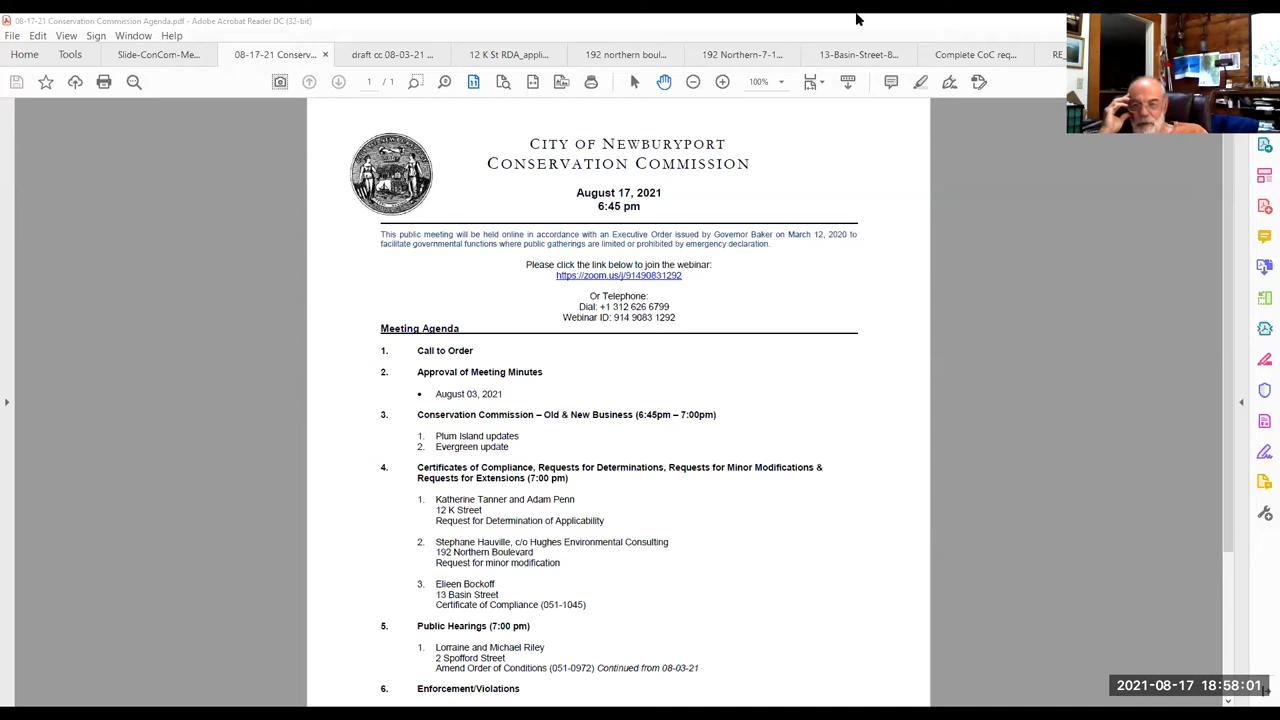 08-17-21 Conservation Commission Agenda.pdf - Adobe Acrobat Reader DC (32-bit)
File Edit View Sign Window Help
Home Tools Slide-ConCom-Me... 08-17-21 Conserv... × draft cc 08-03-21 ... 12 K St RDA_appli... 192 northern boul... 192 Northern-7-1... 13-Basin-Street-8... Complete CoC req... RE_
/ 1 100%
CITY OF NEWBURYPORT
CONSERVATION COMMISSION
August 17, 2021
6:45 pm
This public meeting will be held online in accordance with an Executive Order issued by Governor Baker on March 12, 2020 to
facilitate governmental functions where public gatherings are limited or prohibited by emergency declaration.
Please click the link below to join the webinar:
https://zoom.us/j/91490831292
Or Telephone:
Dial: +1 312 626 6799
Webinar ID: 914 9083 1292
Meeting Agenda
1. Call to Order
2. Approval of Meeting Minutes
• August 03, 2021
3. Conservation Commission – Old & New Business (6:45pm – 7:00pm)
1. Plum Island updates
2. Evergreen update
4. Certificates of Compliance, Requests for Determinations, Requests for Minor Modifications &
Requests for Extensions (7:00 pm)
1. Katherine Tanner and Adam Penn
12 K Street
Request for Determination of Applicability
2. Stephane Hauville, c/o Hughes Environmental Consulting
192 Northern Boulevard
Request for minor modification
3. Eileen Bockoff
13 Basin Street
Certificate of Compliance (051-1045)
5. Public Hearings (7:00 pm)
1. Lorraine and Michael Riley
2 Spofford Street
Amend Order of Conditions (051-0972) Continued from 08-03-21
6. Enforcement/Violations
2021-08-17 18:58:01